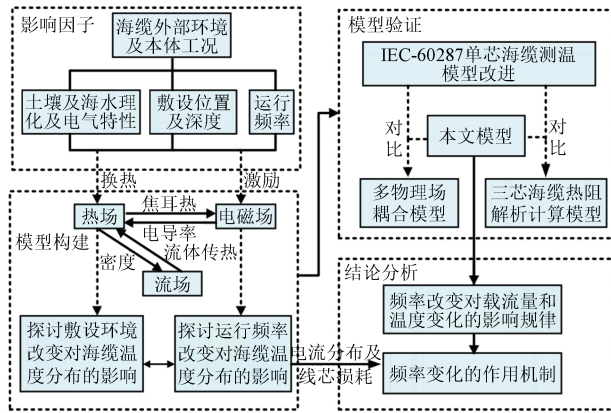 影响因子
海缆外部环境
及本体工况
土壤及海水理
化及电气特性
敷设位置
及深度
运行
频率
换热
激励
模型构建
热场
焦耳热
电磁场
电导率
流体传热
密度
流场
探讨敷设环境
改变对海缆温
度分布的影响
探讨运行频率
改变对海缆温
度分布的影响
电流分布及
线芯损耗
模型验证
IEC-60287单芯海缆测温
模型改进
对比
本文模型
对比
多物理场
耦合模型
三芯海缆热阻
解析计算模型
结论分析
频率改变对载流量和
温度变化的影响规律
频率变化的作用机制